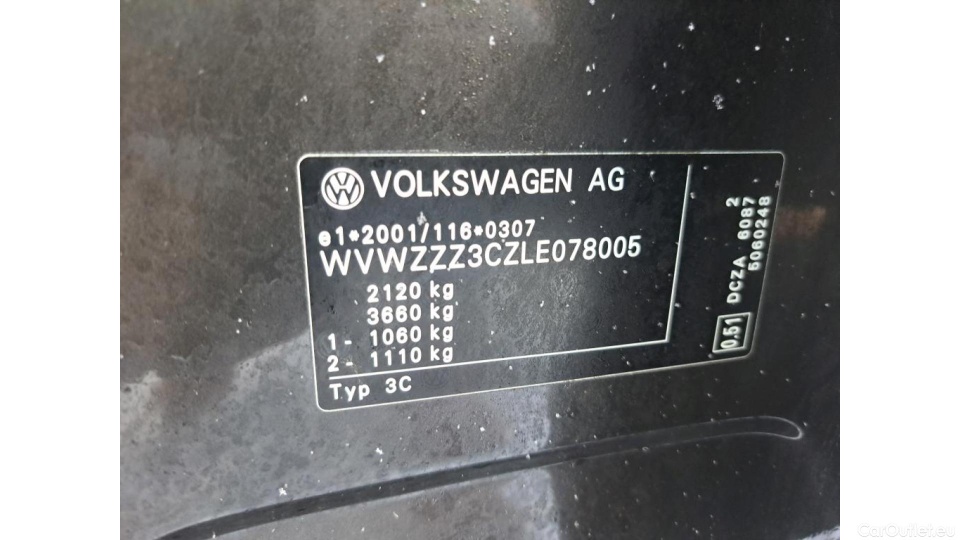 VOLKSWAGEN AG
e1*2001/116*0307
WVWZZZ3CZLE078005
2120 kg
3660 kg
1- 1060 kg
2- 1110 kg
Typ 3C
0.51 DCZA 6087 2
5060248
CarOutlet.eu